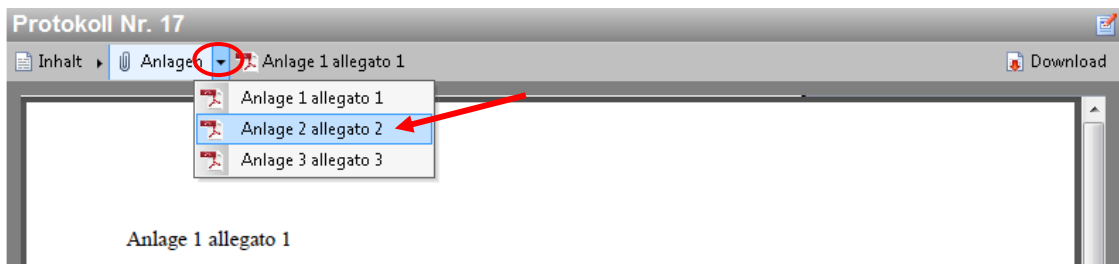 Protokoll Nr. 17
Inhalt Anlagen Anlage 1 allegato 1 Download
Anlage 1 allegato 1
Anlage 2 allegato 2
Anlage 3 allegato 3
Anlage 1 allegato 1